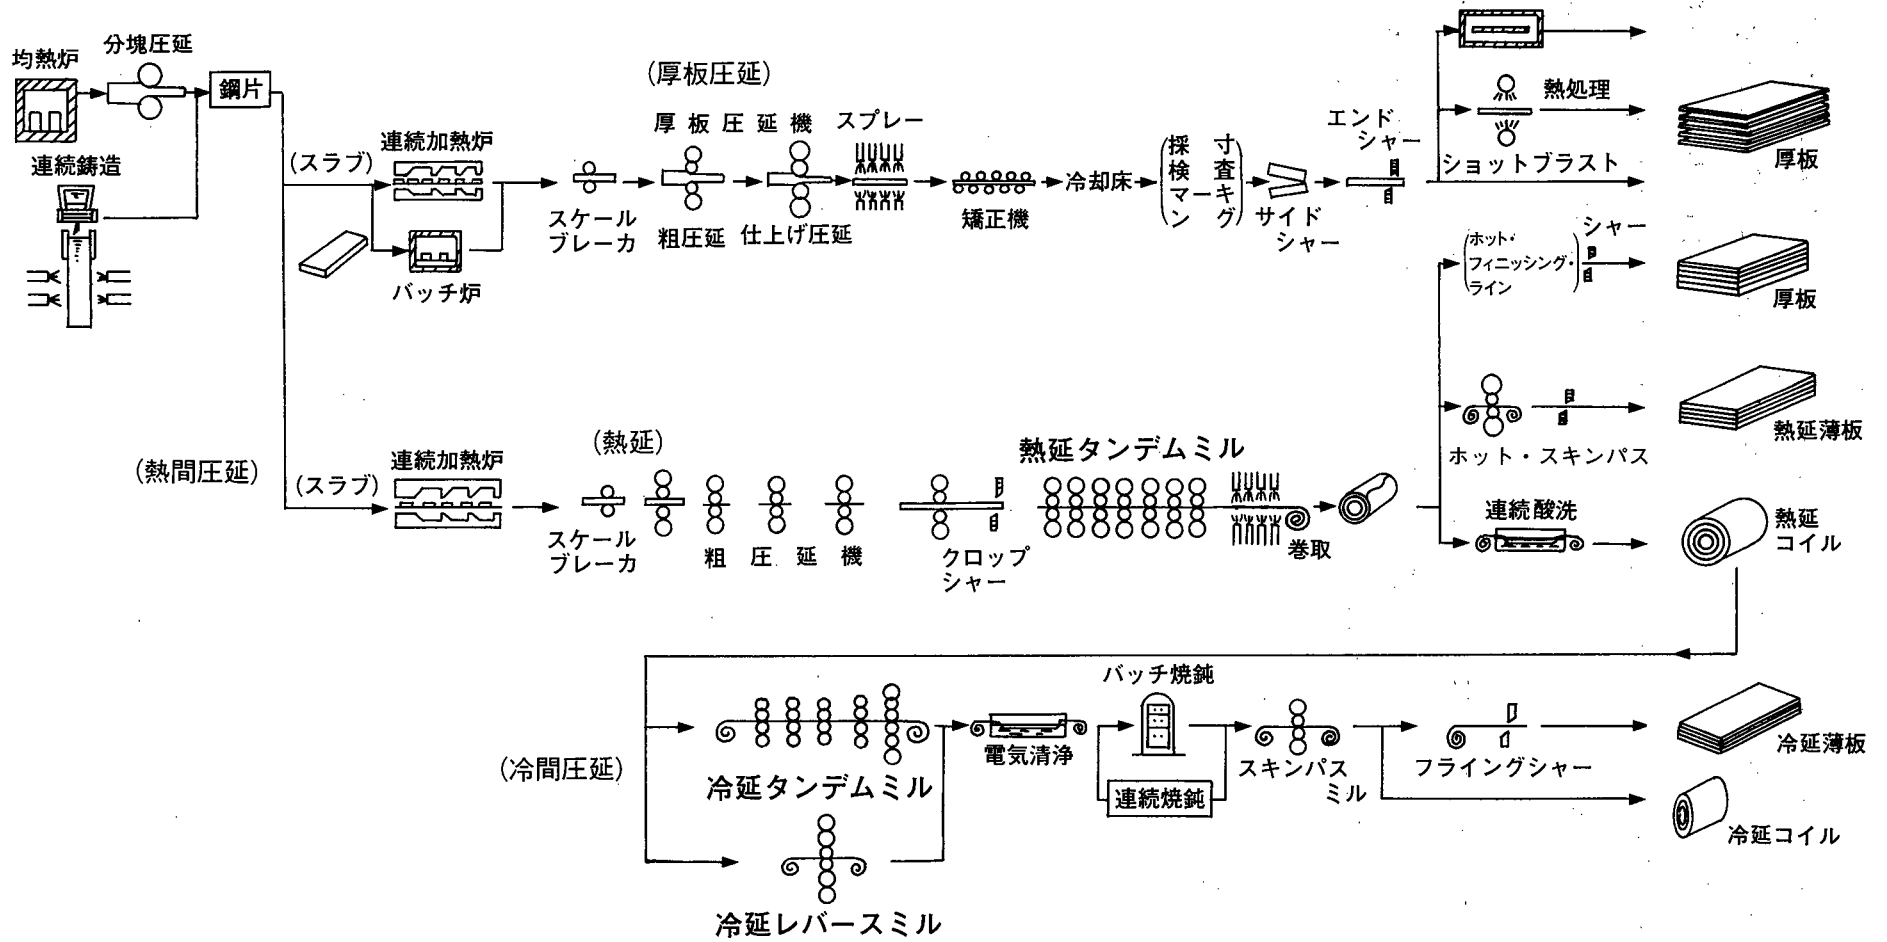 均熱炉
分塊圧延
鋼片
連続鋳造
(スラブ)
連続加熱炉
バッチ炉
(厚板圧延)
スケール
ブレーカ
厚板圧延機
粗圧延
仕上げ圧延
スプレー
矯正機
冷却床
採寸
検査
マーキ
ング
サイド
シャー
エンド
シャー
熱処理
ショットブラスト
厚板
(ホット・
フィニッシング・
ライン)
シャー
厚板
ホット・スキンパス
熱延薄板
連続酸洗
熱延
コイル
(熱間圧延)
(スラブ)
連続加熱炉
(熱延)
スケール
ブレーカ
粗圧延機
クロップ
シャー
熱延タンデムミル
巻取
(冷間圧延)
冷延タンデムミル
冷延レバースミル
電気清浄
バッチ焼鈍
連続焼鈍
スキンパス
ミル
フライングシャー
冷延薄板
冷延コイル